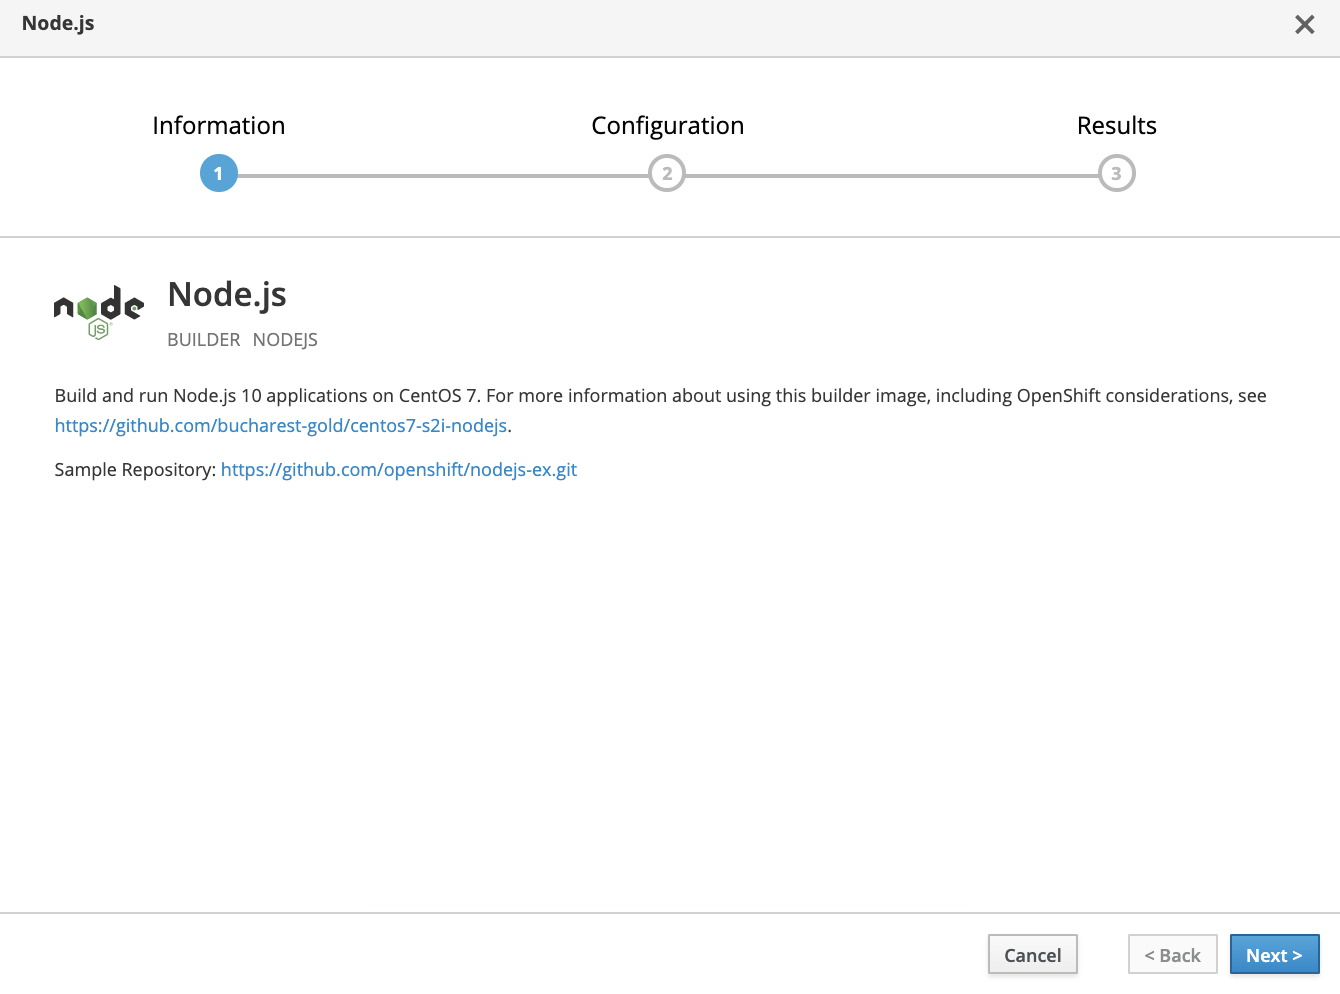 Node.js
Information Configuration Results
1 2 3
node
JS
Node.js
BUILDER NODEJS
Build and run Node.js 10 applications on CentOS 7. For more information about using this builder image, including OpenShift considerations, see
https://github.com/bucharest-gold/centos7-s2i-nodejs.
Sample Repository: https://github.com/openshift/nodejs-ex.git
Cancel < Back Next >